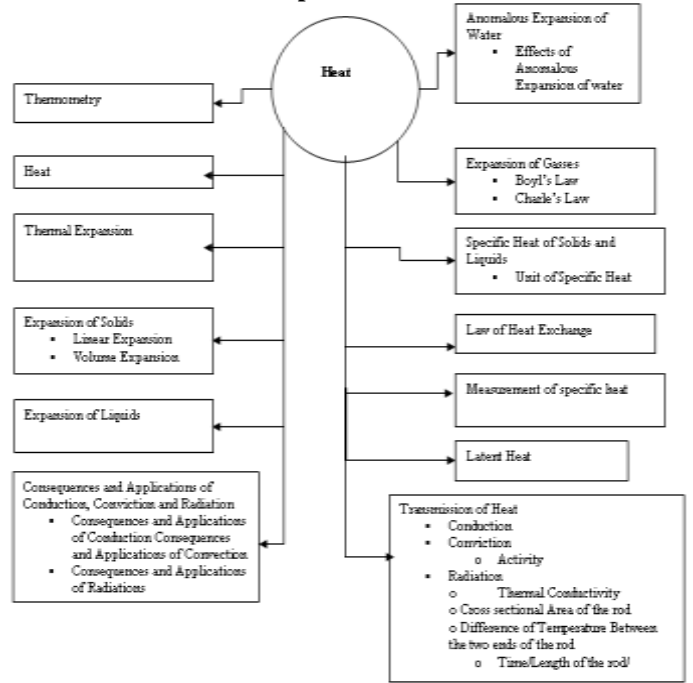 Heat
Thermometry
Heat
Thermal Expansion
Expansion of Solids
▪ Linear Expansion
▪ Volume Expansion
Expansion of Liquids
Consequences and Applications of
Conduction, Conviction and Radiation
▪ Consequences and Applications
of Conduction Consequences
and Applications of Convection
▪ Consequences and Applications
of Radiations
Anomalous Expansion of
Water
▪ Effects of
Anomalous
Expansion of water
Expansion of Gasses
▪ Boyl's Law
▪ Charle's Law
Specific Heat of Solids and
Liquids
▪ Unit of Specific Heat
Law of Heat Exchange
Measurement of specific heat
Latent Heat
Transmission of Heat
▪ Conduction
▪ Conviction
o Activity
▪ Radiation
o Thermal Conductivity
o Cross sectional Area of the rod
o Difference of Temperature Between
the two ends of the rod
o Time/Length of the rod/